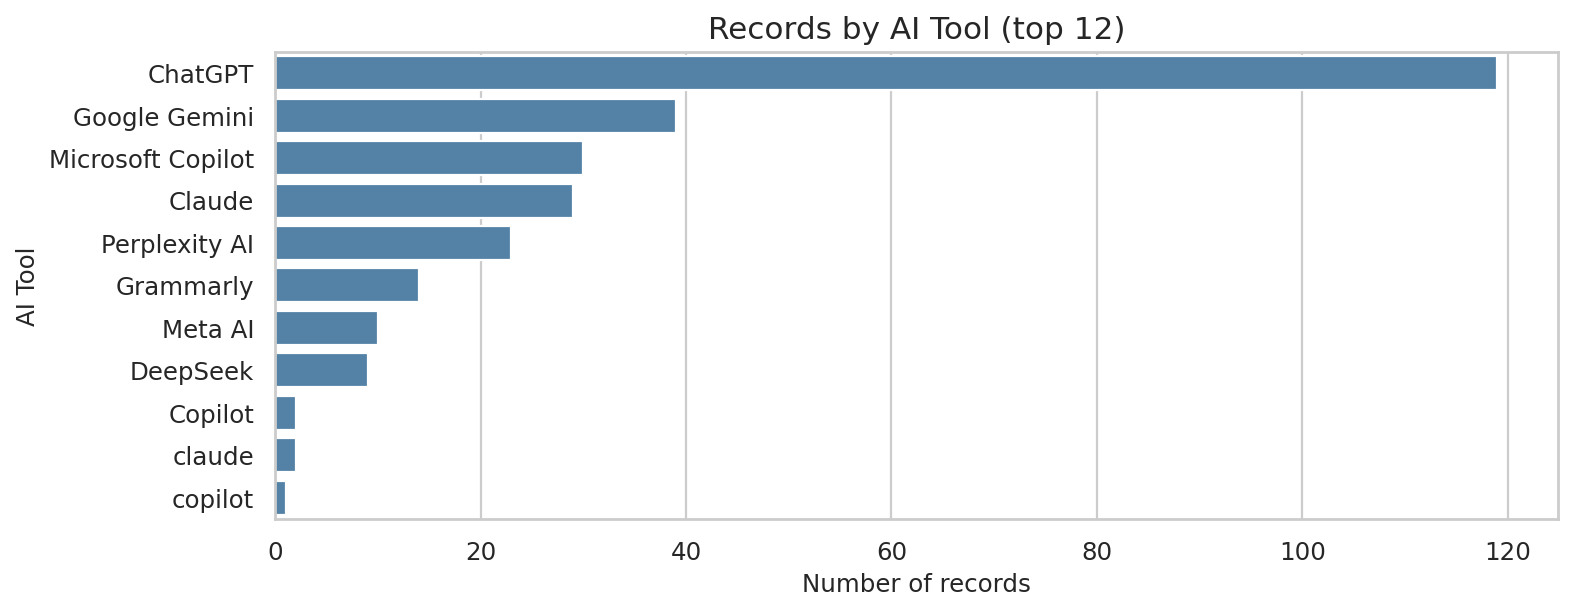 Records by AI Tool (top 12)
AI Tool
ChatGPT
Google Gemini
Microsoft Copilot
Claude
Perplexity AI
Grammarly
Meta AI
DeepSeek
Copilot
claude
copilot
0 20 40 60 80 100 120
Number of records